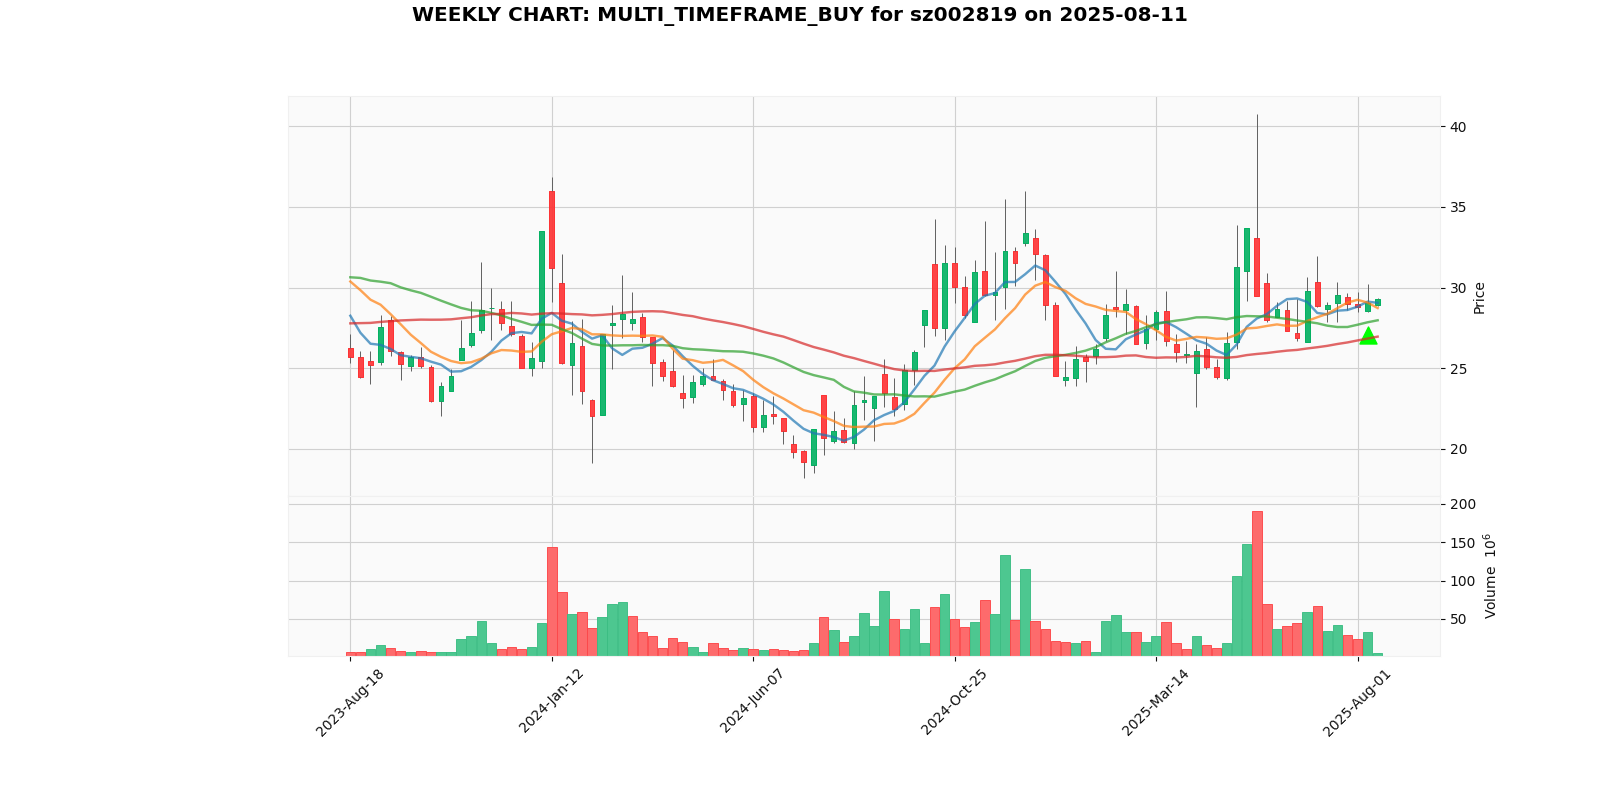 WEEKLY CHART: MULTI_TIMEFRAME_BUY for sz002819 on 2025-08-11
40
35
30
25
20
Price
200
150
100
50
Volume 10^6
2023-Aug-18
2024-Jan-12
2024-Jun-07
2024-Oct-25
2025-Mar-14
2025-Aug-01